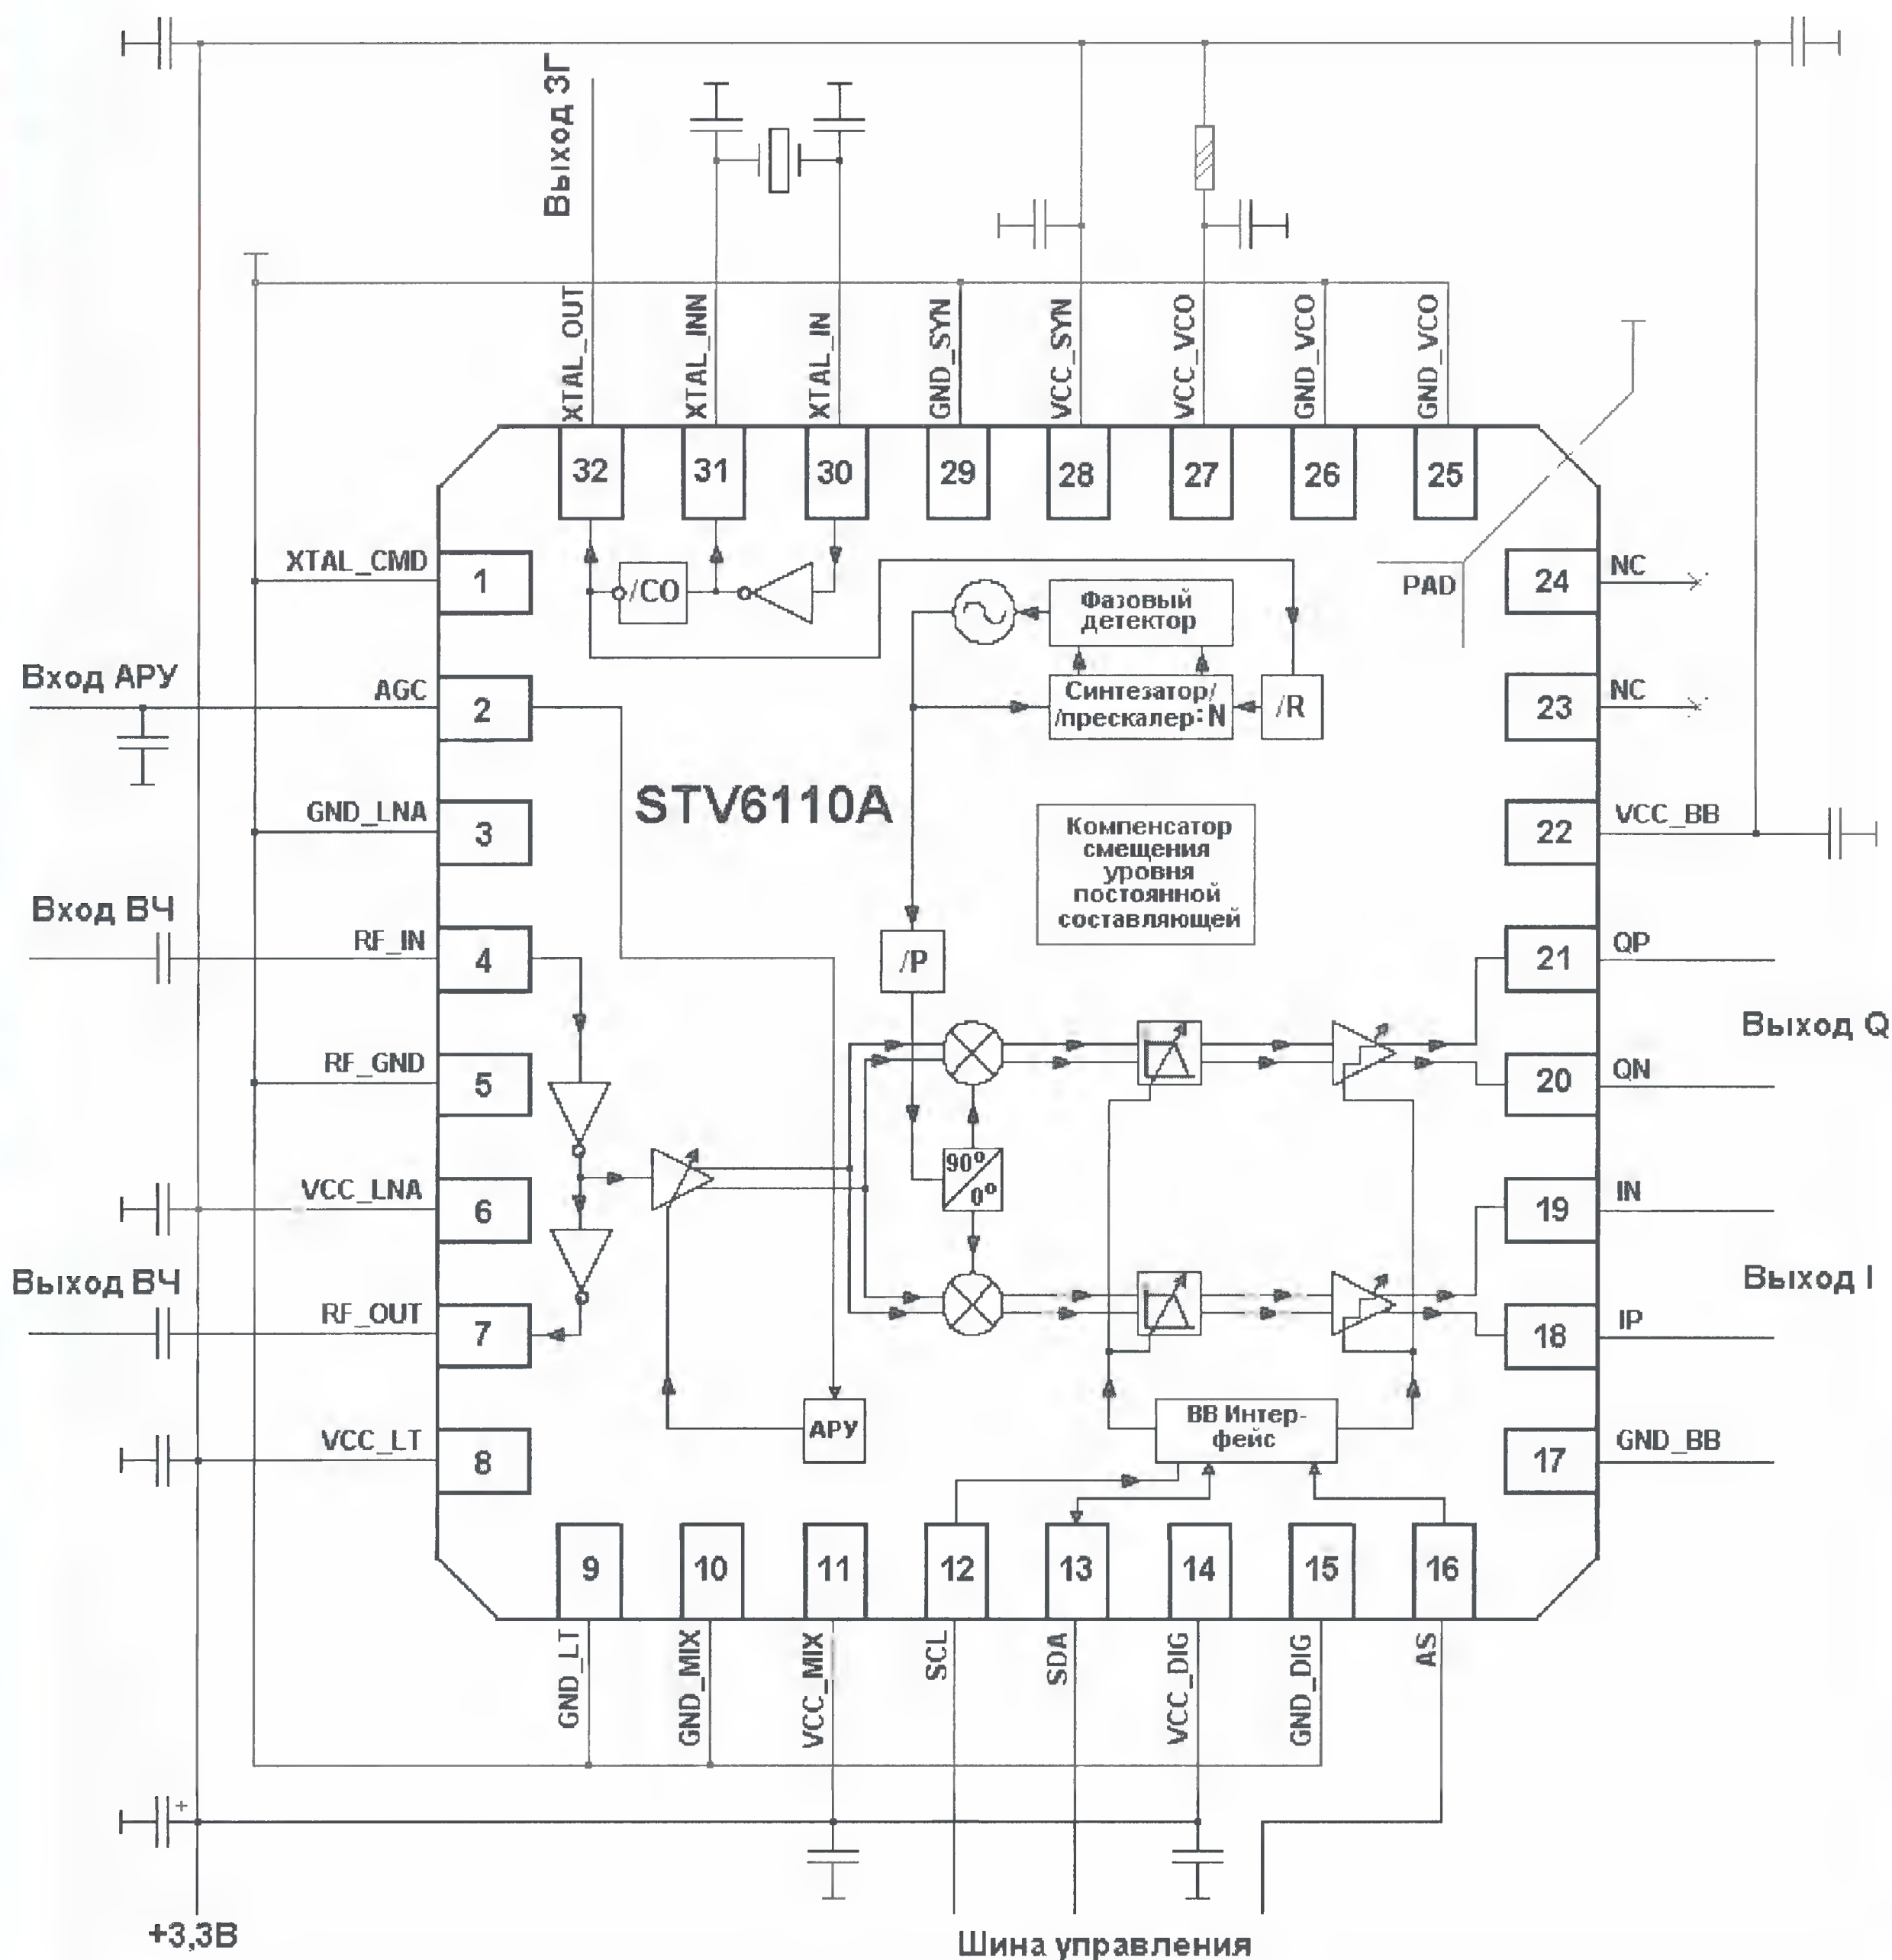 Выход ЗГ
XTAL_OUT
XTAL_INN
XTAL_IN
GND_SYN
VCC_SYN
VCC_VCO
GND_VCO
GND_VCO
32
31
30
29
28
27
26
25
XTAL_CMD
1
/CO
Фазовый
детектор
PAD
24
NC
Вход АРУ
AGC
2
Синтезатор/
/прескалер:N
/R
23
NC
STV6110A
GND_LNA
3
Компенсатор
смещения
уровня
постоянной
составляющей
22
VCC_BB
Вход ВЧ
RF_IN
4
/P
21
QP
Выход Q
RF_GND
5
20
QN
90°
0°
VCC_LNA
6
19
IN
Выход ВЧ
Выход I
RF_OUT
7
18
IP
АРУ
ВВ Интер-
фейс
VCC_LT
8
17
GND_BB
9
10
11
12
13
14
15
16
GND_LT
GND_MIX
VCC_MIX
SCL
SDA
VCC_DIG
GND_DIG
AS
+
+3,3В
Шина управления